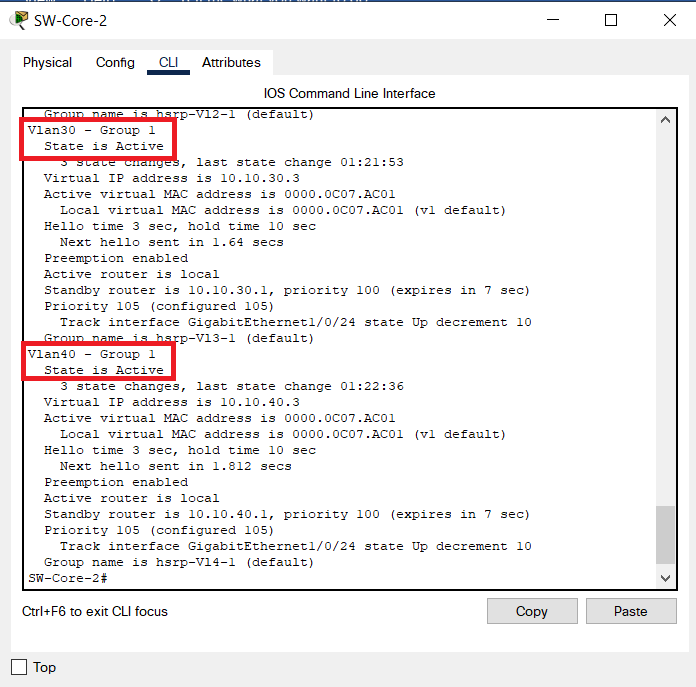 SW-Core-2
Physical Config CLI Attributes
IOS Command Line Interface
Group name is hsrp-Vl2-1 (default)
Vlan30 - Group 1
State is Active
3 state changes, last state change 01:21:53
Virtual IP address is 10.10.30.3
Active virtual MAC address is 0000.0C07.AC01
Local virtual MAC address is 0000.0C07.AC01 (v1 default)
Hello time 3 sec, hold time 10 sec
Next hello sent in 1.64 secs
Preemption enabled
Active router is local
Standby router is 10.10.30.1, priority 100 (expires in 7 sec)
Priority 105 (configured 105)
Track interface GigabitEthernet1/0/24 state Up decrement 10
Group name is hsrp-Vl3-1 (default)
Vlan40 - Group 1
State is Active
3 state changes, last state change 01:22:36
Virtual IP address is 10.10.40.3
Active virtual MAC address is 0000.0C07.AC01
Local virtual MAC address is 0000.0C07.AC01 (v1 default)
Hello time 3 sec, hold time 10 sec
Next hello sent in 1.812 secs
Preemption enabled
Active router is local
Standby router is 10.10.40.1, priority 100 (expires in 7 sec)
Priority 105 (configured 105)
Track interface GigabitEthernet1/0/24 state Up decrement 10
Group name is hsrp-Vl4-1 (default)
SW-Core-2#
Ctrl+F6 to exit CLI focus
Copy Paste
Top